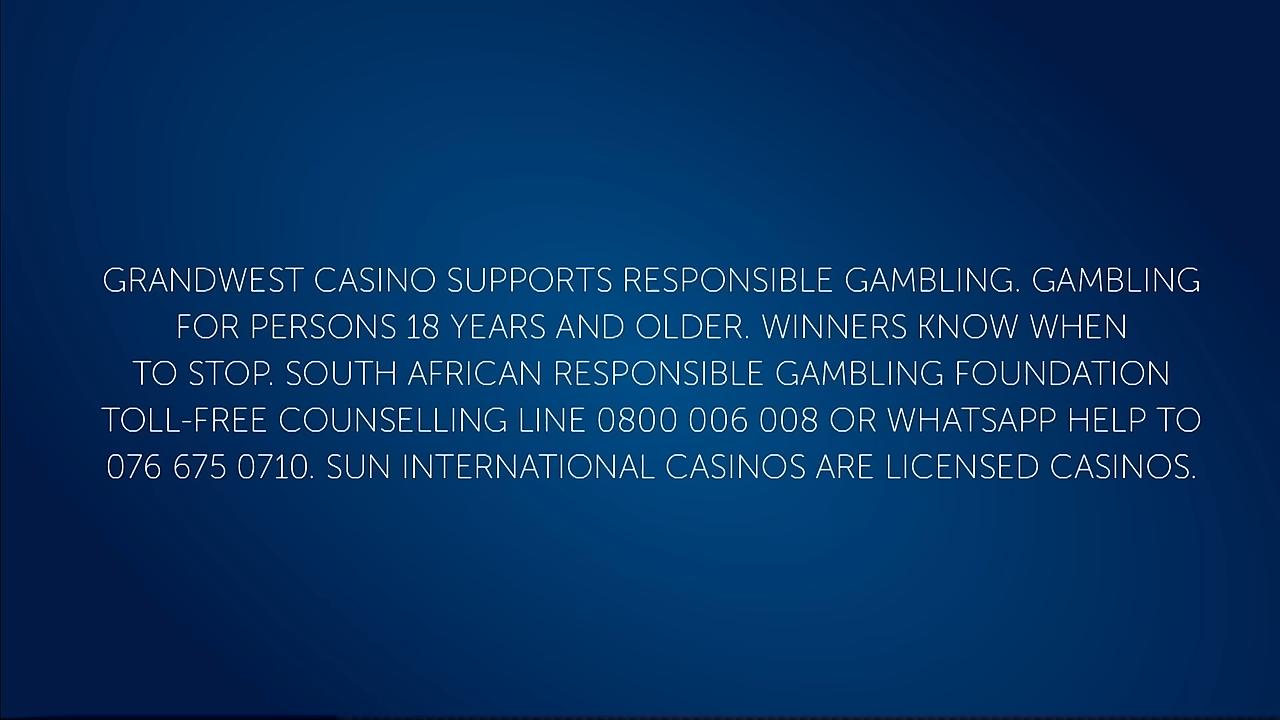 GRANDWEST CASINO SUPPORTS RESPONSIBLE GAMBLING. GAMBLING
FOR PERSONS 18 YEARS AND OLDER. WINNERS KNOW WHEN
TO STOP. SOUTH AFRICAN RESPONSIBLE GAMBLING FOUNDATION
TOLL-FREE COUNSELLING LINE 0800 006 008 OR WHATSAPP HELP TO
076 675 0710. SUN INTERNATIONAL CASINOS ARE LICENSED CASINOS.